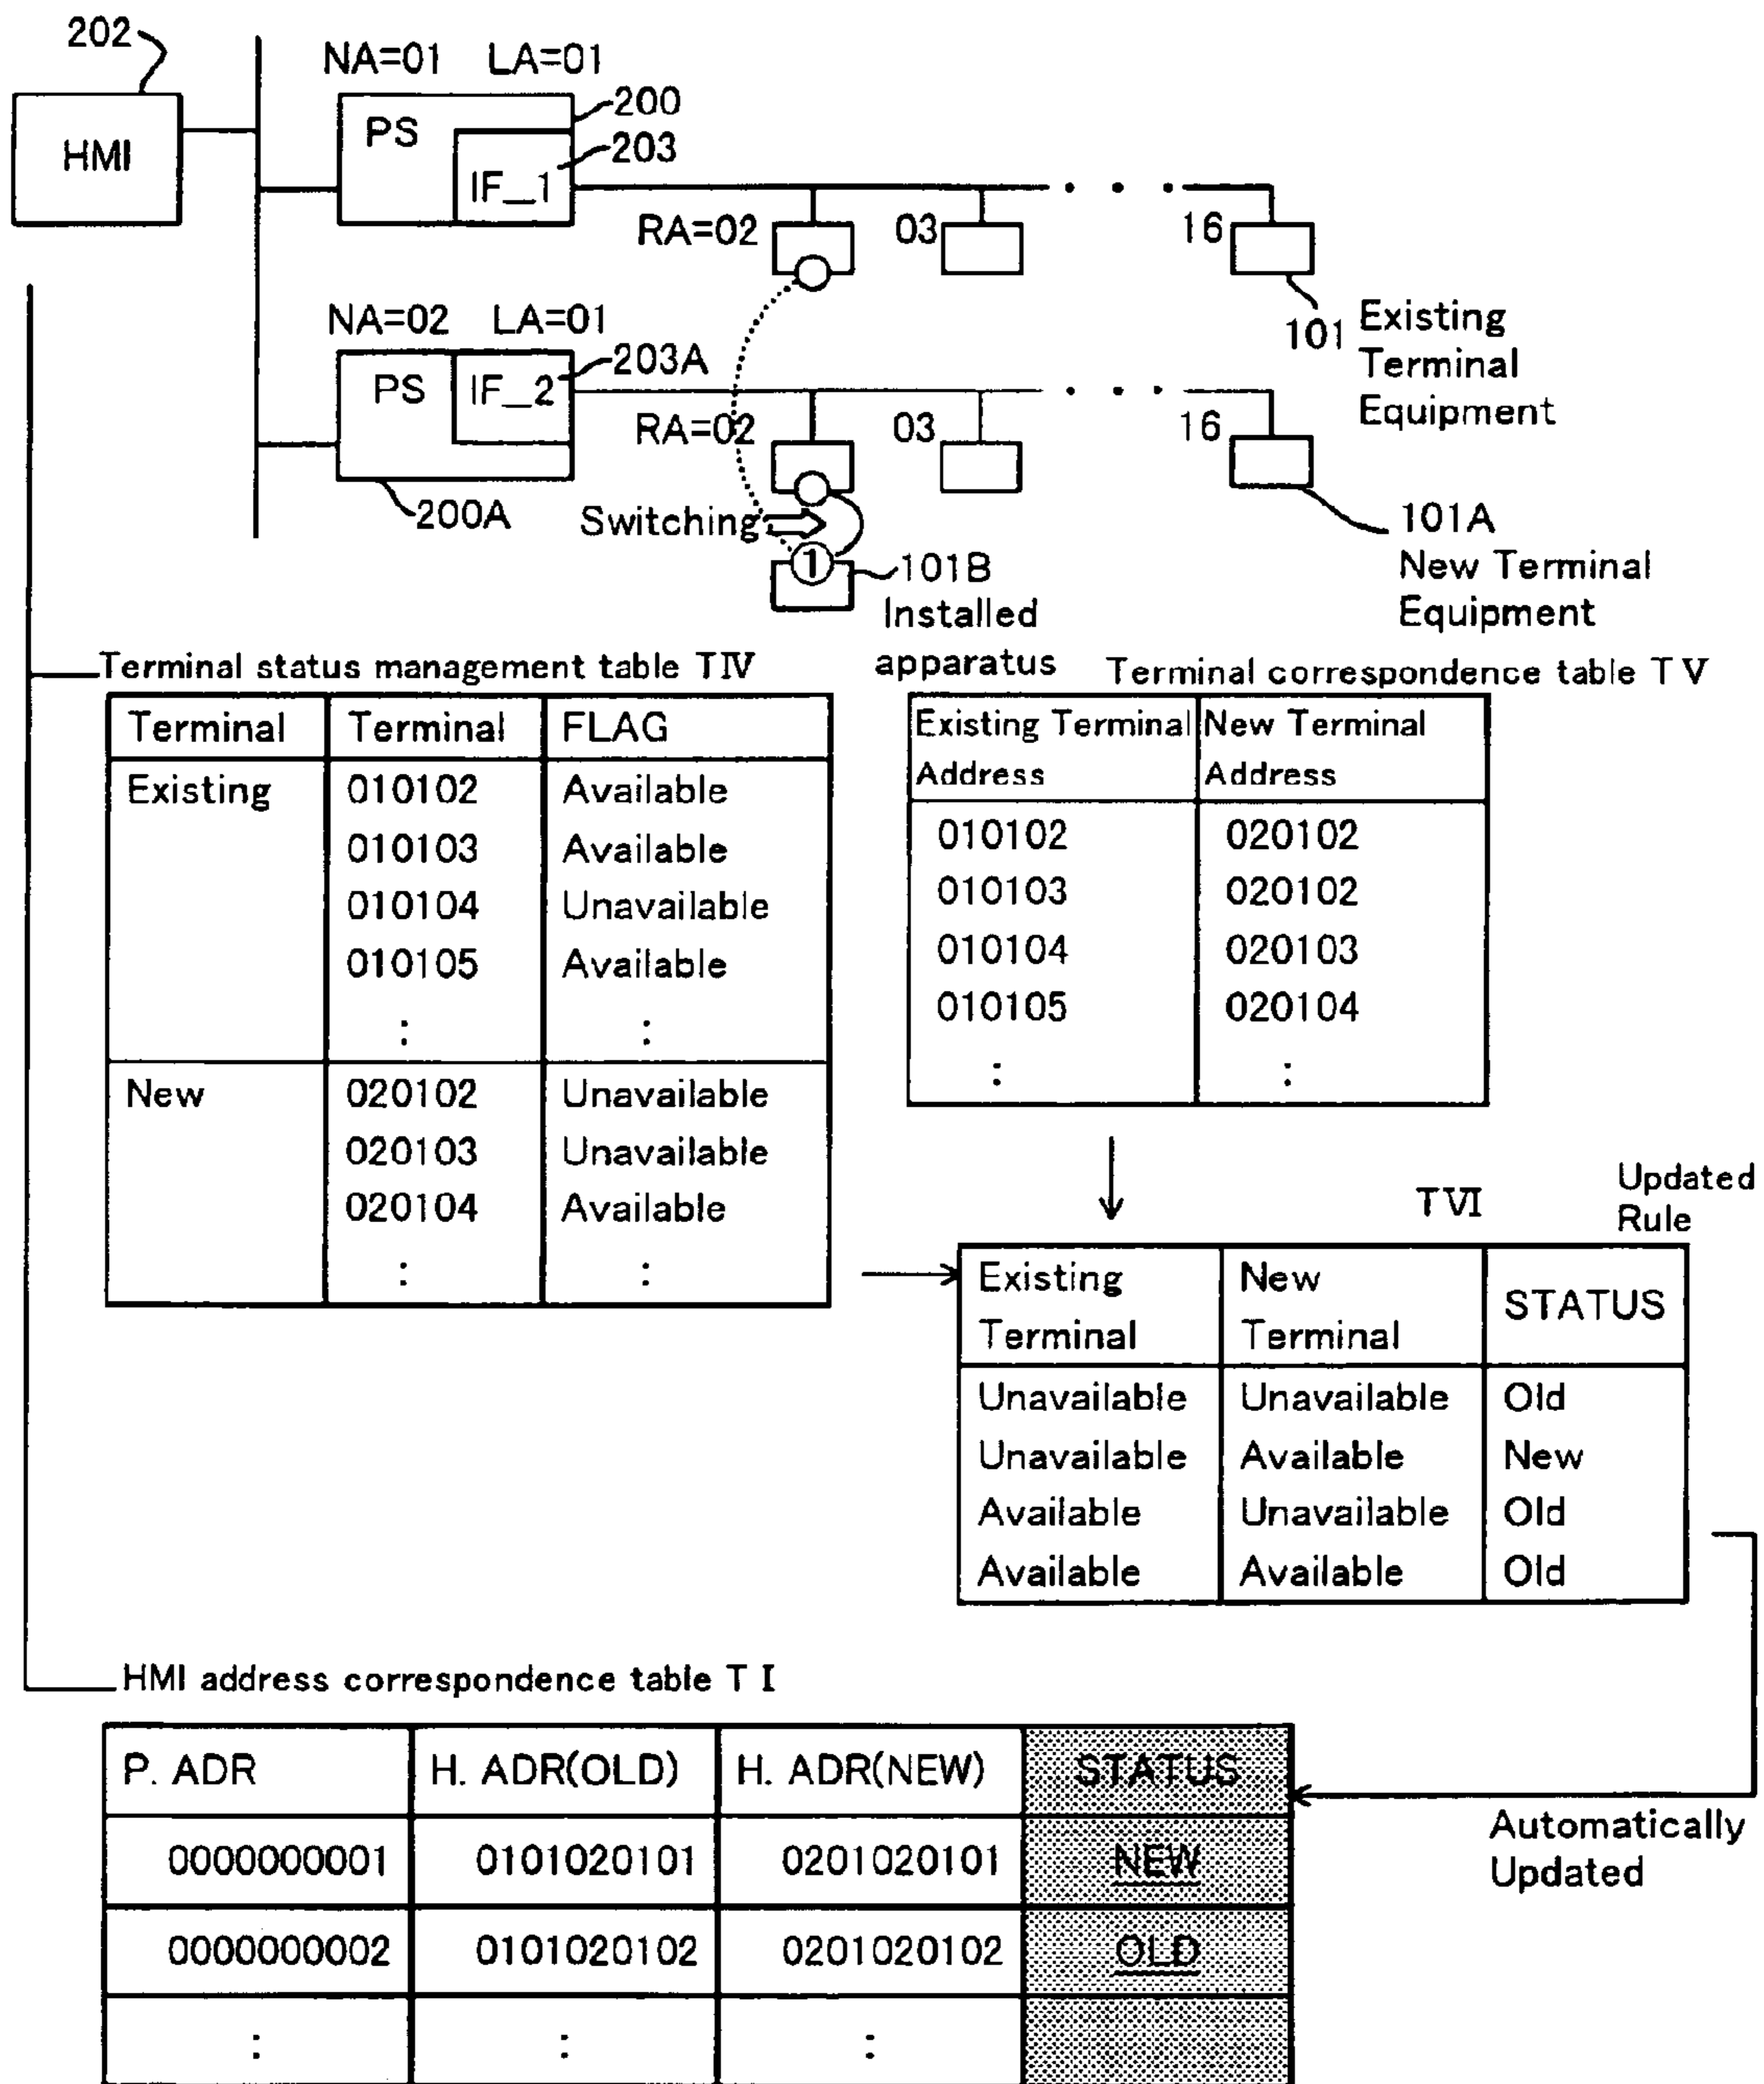 202
HMI
NA=01 LA=01
PS
200
203
IF_1
RA=02
03
16
101 Existing
Terminal
Equipment
NA=02 LA=01
PS
IF_2
203A
200A
RA=02
03
16
101A
New Terminal
Equipment
Switching
1
101B
Installed
apparatus
Terminal status management table TIV
Terminal Terminal FLAG
Existing 010102 Available
010103 Available
010104 Unavailable
010105 Available
: :
New 020102 Unavailable
020103 Unavailable
020104 Available
: :
Terminal correspondence table TV
Existing Terminal New Terminal
Address Address
010102 020102
010103 020102
010104 020103
010105 020104
: :
TVI
Updated
Rule
Existing New STATUS
Terminal Terminal
Unavailable Unavailable Old
Unavailable Available New
Available Unavailable Old
Available Available Old
HMI address correspondence table T I
P. ADR H. ADR(OLD) H. ADR(NEW) STATUS
0000000001 0101020101 0201020101 NEW
0000000002 0101020102 0201020102 OLD
: : :
Automatically
Updated